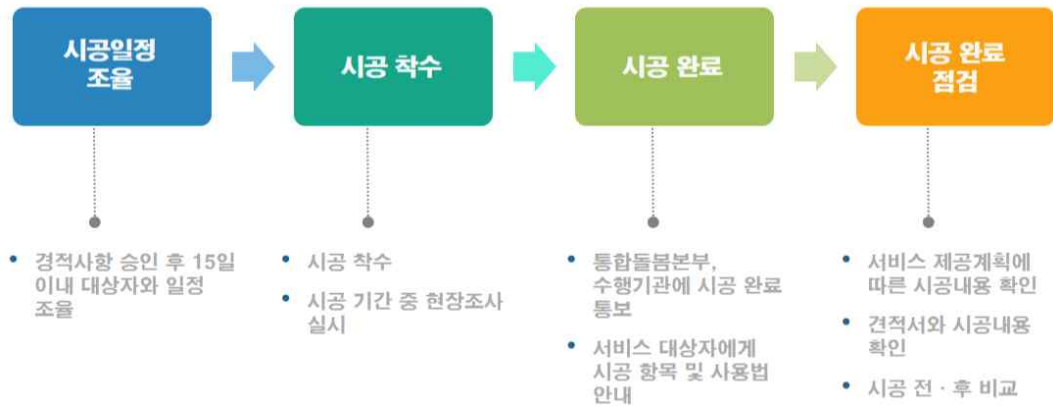 시공일정
조율
시공 착수
시공 완료
시공 완료
점검
• 경적사항 승인 후 15일
이내 대상자와 일정
조율
• 시공 착수
• 시공 기간 중 현장조사
실시
• 통합돌봄본부,
수행기관에 시공 완료
통보
• 서비스 대상자에게
시공 항목 및 사용법
안내
• 서비스 제공계획에
따른 시공내용 확인
• 견적서와 시공내용
확인
• 시공 전 · 후 비교